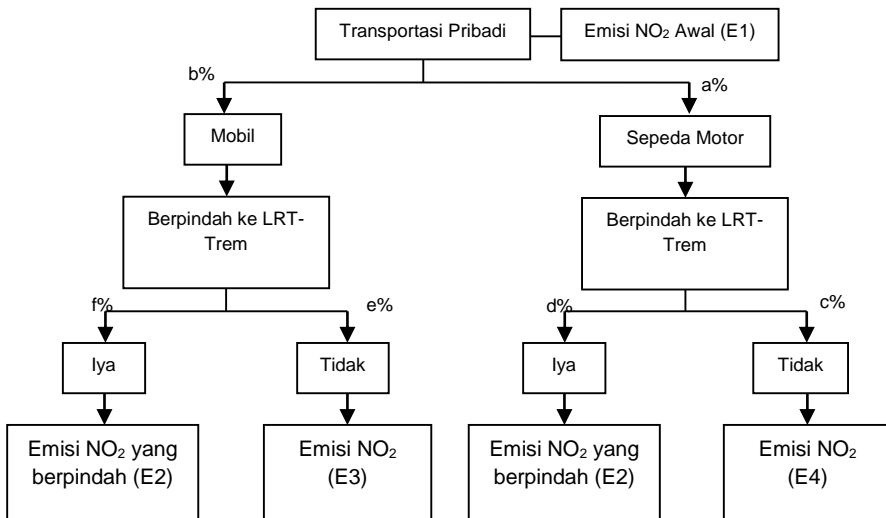 Transportasi Pribadi
Emisi NO₂ Awal (E1)
b%
a%
Mobil
Sepeda Motor
Berpindah ke LRT-
Trem
Berpindah ke LRT-
Trem
f%
e%
d%
c%
Iya
Tidak
Iya
Tidak
Emisi NO₂ yang
berpindah (E2)
Emisi NO₂
(E3)
Emisi NO₂ yang
berpindah (E2)
Emisi NO₂
(E4)